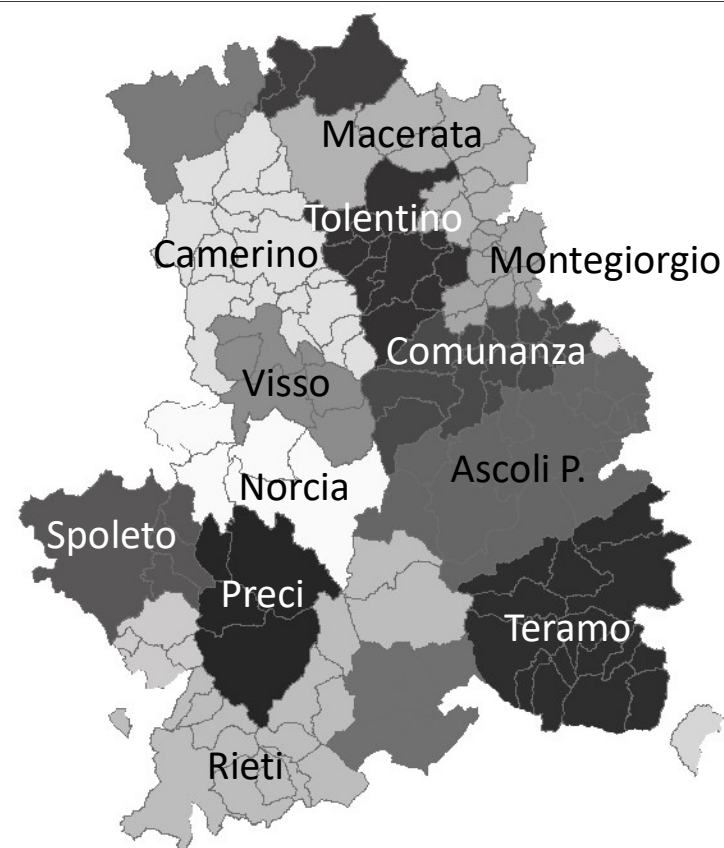 Macerata
Tolentino
Camerino
Montegiorgio
Comunanza
Visso
Ascoli P.
Norcia
Spoleto
Preci
Teramo
Rieti